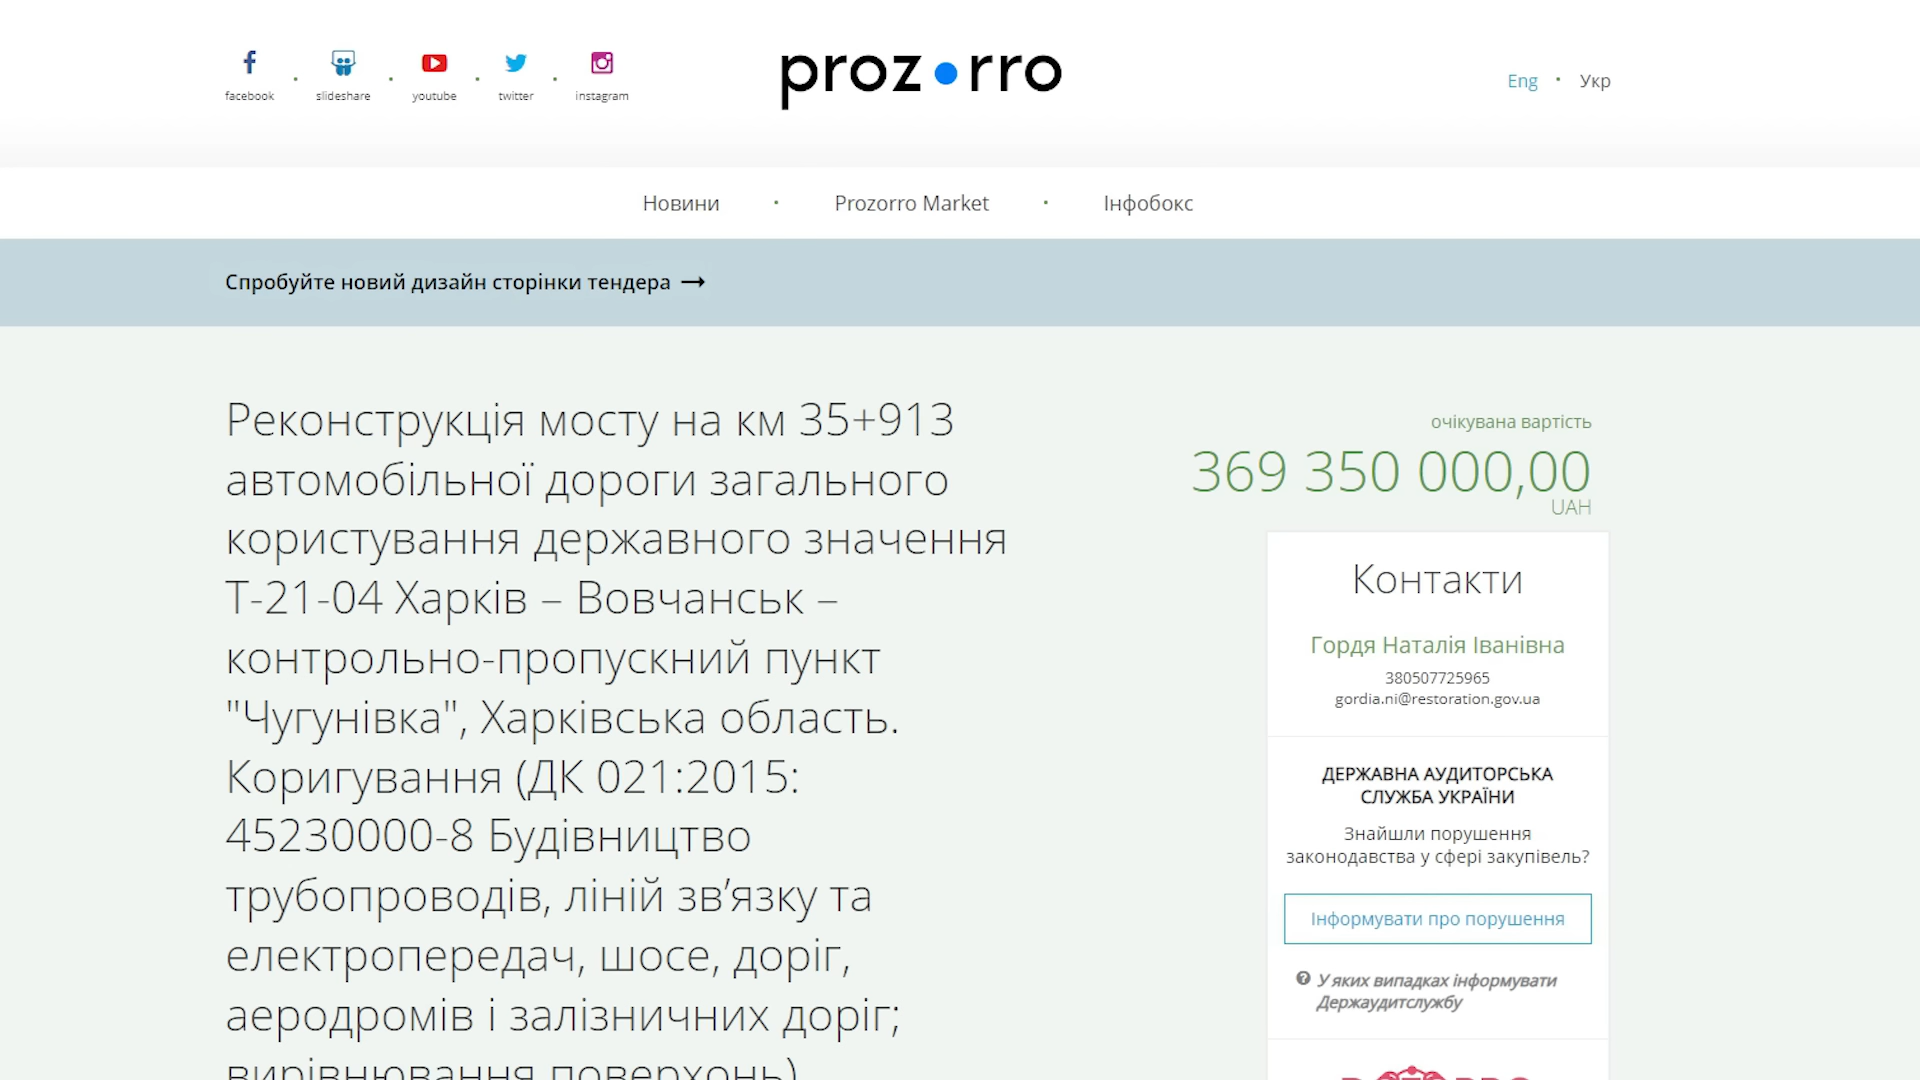 facebook
slideshare
youtube
twitter
instagram
prozorro
Eng
Укр
Новини
Prozorro Market
Інфобокс
Спробуйте новий дизайн сторінки тендера
Реконструкція мосту на км 35+913
автомобільної дороги загального
користування державного значення
Т-21-04 Харків – Вовчанськ –
контрольно-пропускний пункт
"Чугунівка", Харківська область.
Коригування (ДК 021:2015:
45230000-8 Будівництво
трубопроводів, ліній зв’язку та
електропередач, шосе, доріг,
аеродромів і залізничних доріг;
вирівнювання поверхонь)
очікувана вартість
369 350 000,00
UAH
Контакти
Гордя Наталія Іванівна
380507725965
gordia.ni@restoration.gov.ua
ДЕРЖАВНА АУДИТОРСЬКА
СЛУЖБА УКРАЇНИ
Знайшли порушення
законодавства у сфері закупівель?
Інформувати про порушення
У яких випадках інформувати
Держаудитслужбу